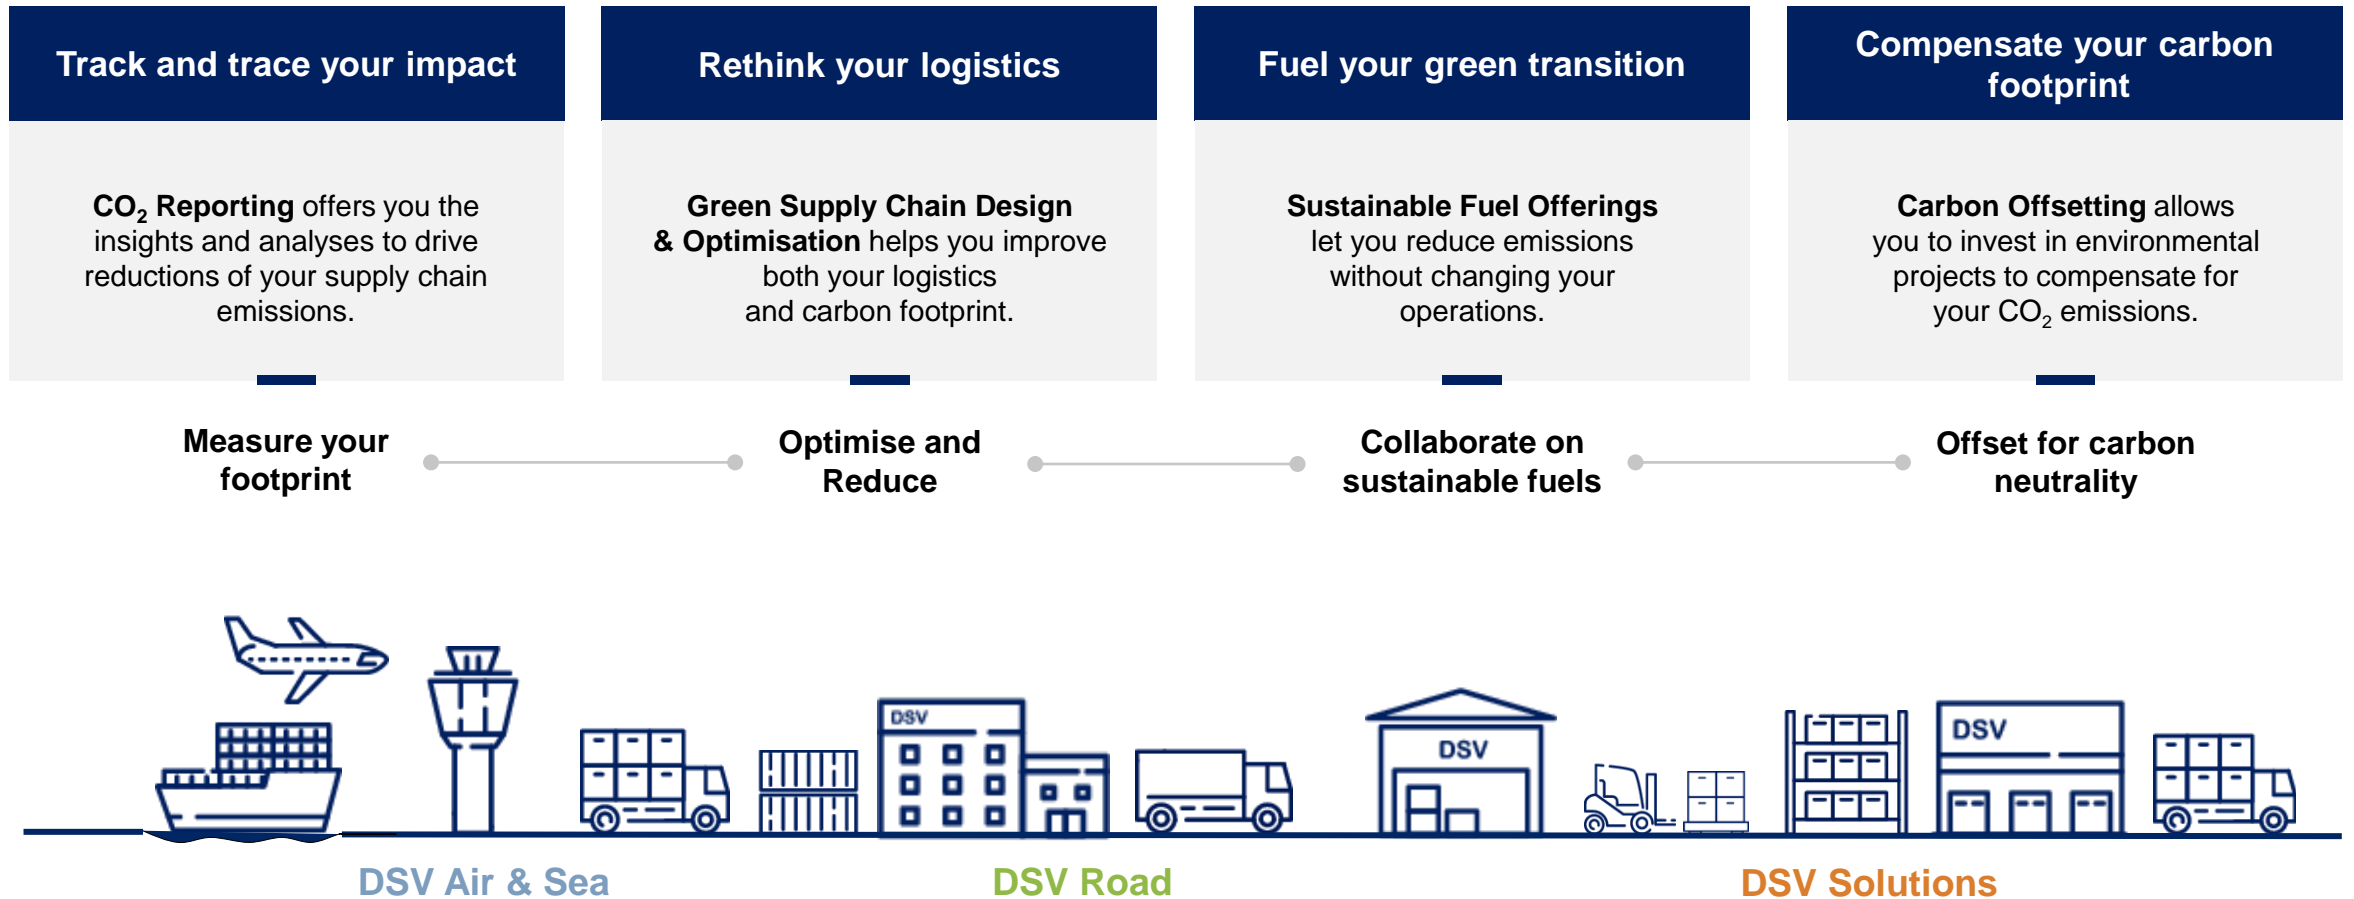 Track and trace your impact
CO₂ Reporting offers you the
insights and analyses to drive
reductions of your supply chain
emissions.
Measure your
footprint
Rethink your logistics
Green Supply Chain Design
& Optimisation helps you improve
both your logistics
and carbon footprint.
Optimise and
Reduce
Fuel your green transition
Sustainable Fuel Offerings
let you reduce emissions
without changing your
operations.
Collaborate on
sustainable fuels
Compensate your carbon
footprint
Carbon Offsetting allows
you to invest in environmental
projects to compensate for
your CO₂ emissions.
Offset for carbon
neutrality
DSV
DSV
DSV
DSV Air & Sea
DSV Road
DSV Solutions